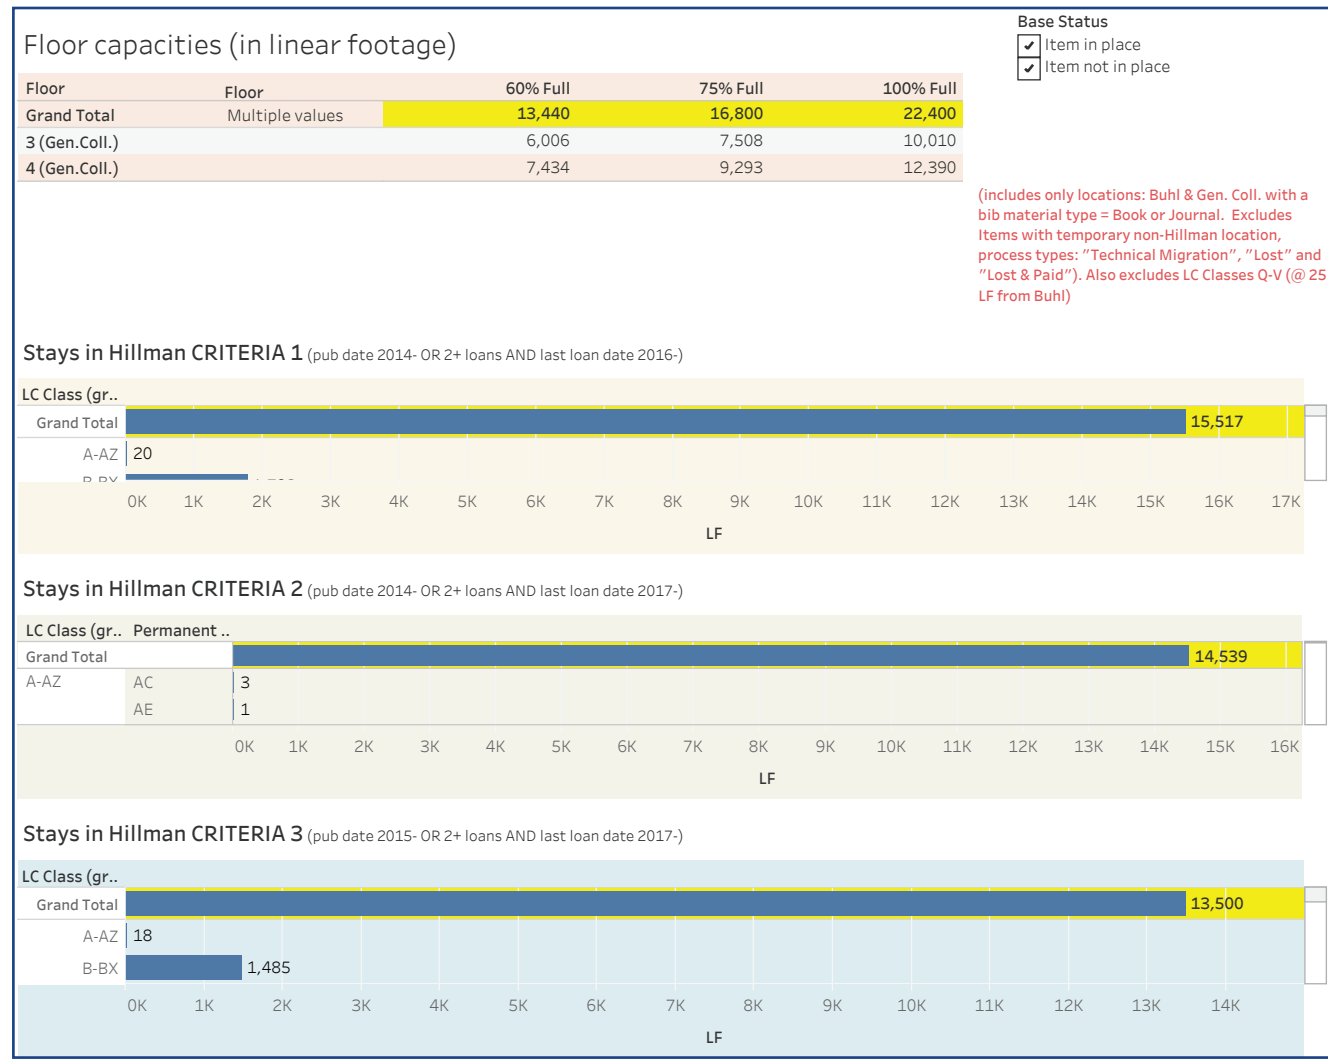 Floor capacities (in linear footage)
Base Status
Item in place
Item not in place
Floor Floor 60% Full 75% Full 100% Full
Grand Total Multiple values 13,440 16,800 22,400
3 (Gen.Coll.) 6,006 7,508 10,010
4 (Gen.Coll.) 7,434 9,293 12,390
(includes only locations: Buhl & Gen. Coll. with a
bib material type = Book or Journal. Excludes
Items with temporary non-Hillman location,
process types: "Technical Migration", "Lost" and
"Lost & Paid"). Also excludes LC Classes Q-V (@ 25
LF from Buhl)
Stays in Hillman CRITERIA 1 (pub date 2014- OR 2+ loans AND last loan date 2016-)
LC Class (gr..
Grand Total 15,517
A-AZ 20
B-BX
0K 1K 2K 3K 4K 5K 6K 7K 8K 9K 10K 11K 12K 13K 14K 15K 16K 17K
LF
Stays in Hillman CRITERIA 2 (pub date 2014- OR 2+ loans AND last loan date 2017-)
LC Class (gr.. Permanent ..
Grand Total 14,539
A-AZ AC 3
AE 1
0K 1K 2K 3K 4K 5K 6K 7K 8K 9K 10K 11K 12K 13K 14K 15K 16K
LF
Stays in Hillman CRITERIA 3 (pub date 2015- OR 2+ loans AND last loan date 2017-)
LC Class (gr..
Grand Total 13,500
A-AZ 18
B-BX 1,485
0K 1K 2K 3K 4K 5K 6K 7K 8K 9K 10K 11K 12K 13K 14K
LF